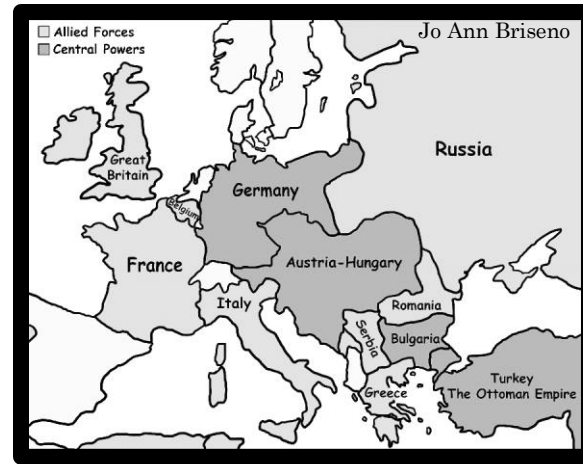 Allied Forces
Central Powers
Jo Ann Briseno
Great
Britain
Russia
Germany
Belgium
France
Austria-Hungary
Italy
Romania
Serbia
Bulgaria
Greece
Turkey
The Ottoman Empire